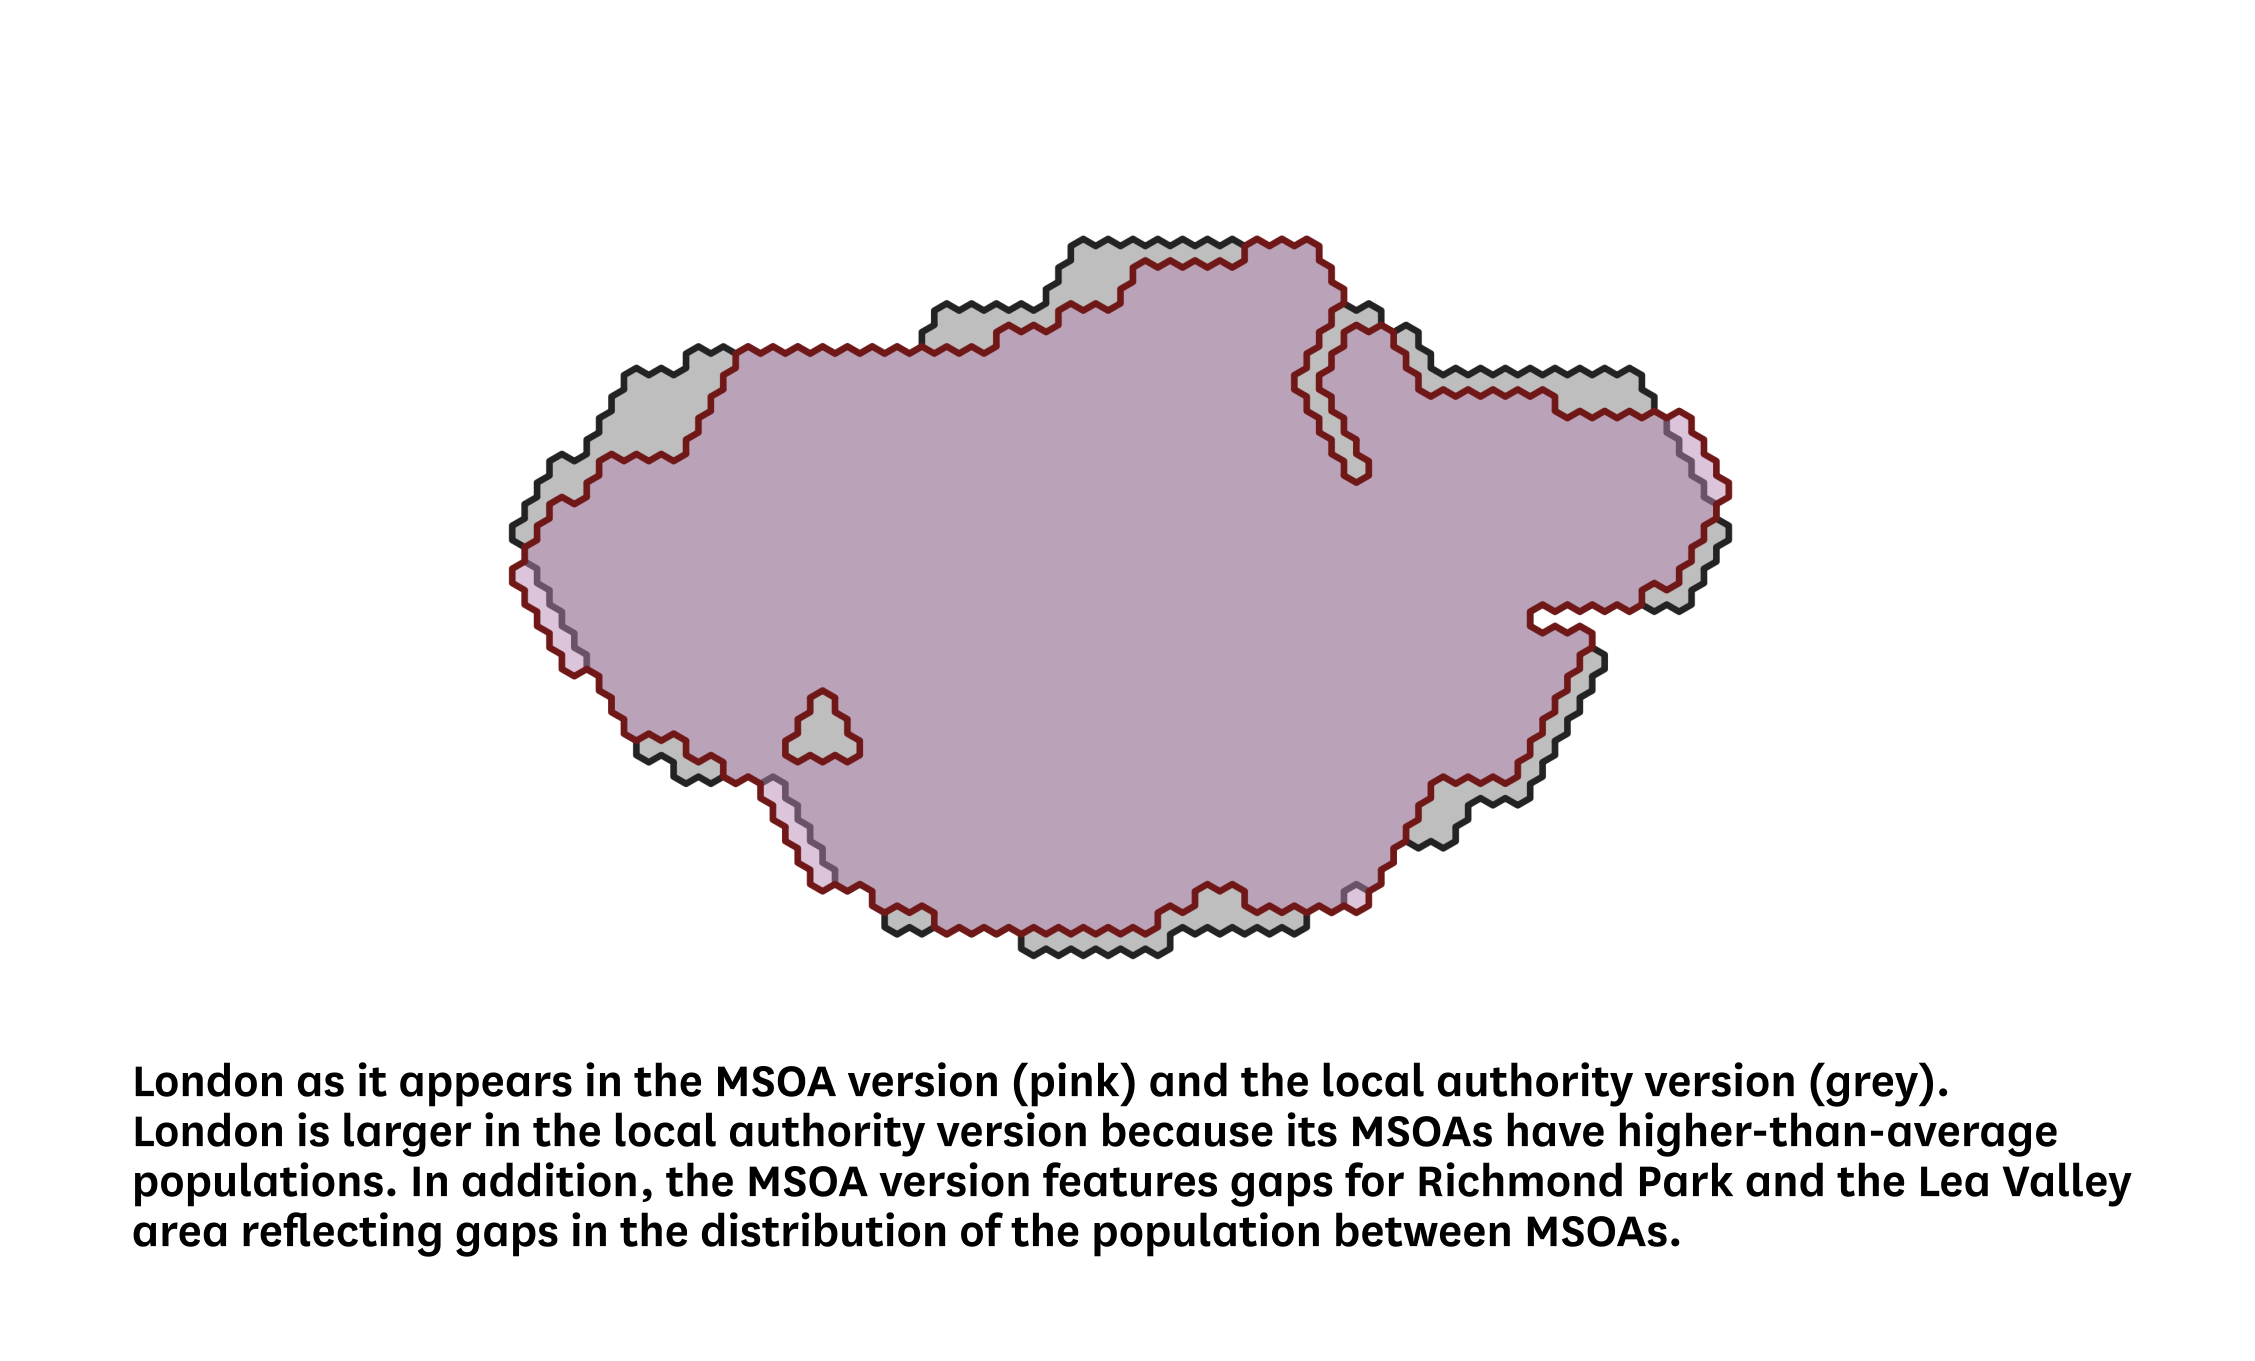 London as it appears in the MSOA version (pink) and the local authority version (grey).
London is larger in the local authority version because its MSOAs have higher-than-average
populations. In addition, the MSOA version features gaps for Richmond Park and the Lea Valley
area reflecting gaps in the distribution of the population between MSOAs.